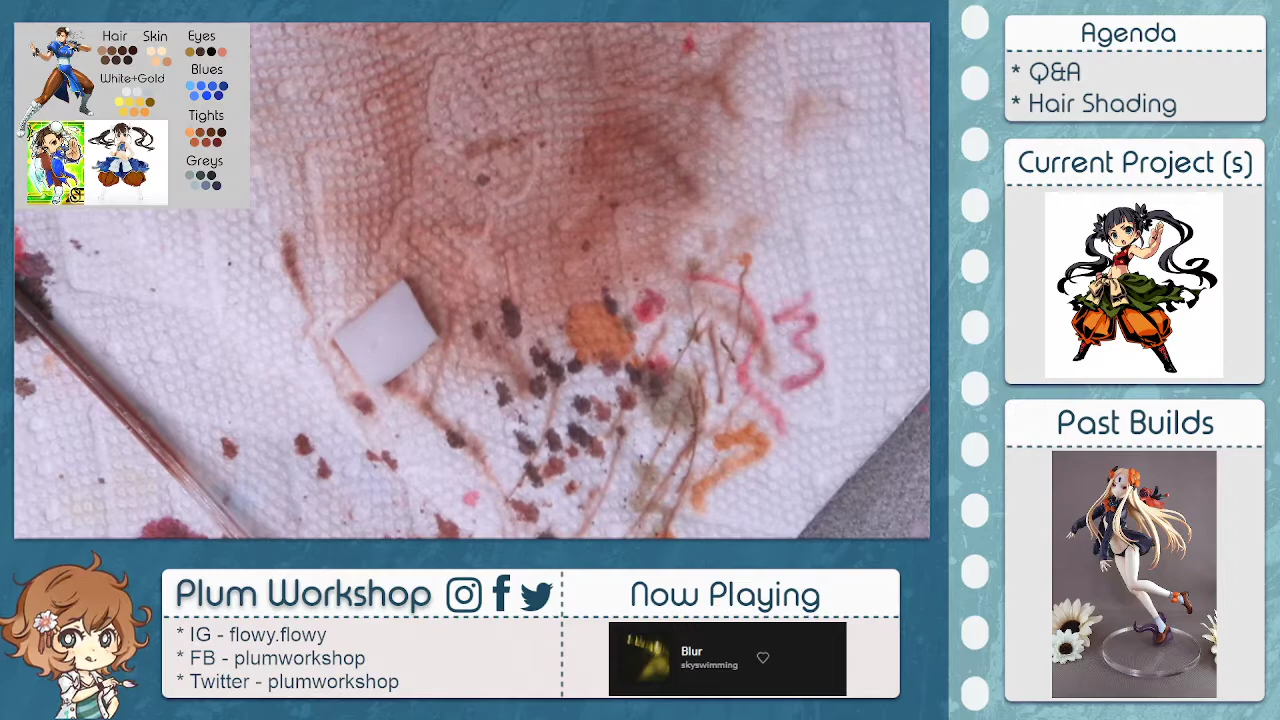 Hair
Skin
Eyes
White+Gold
Blues
Tights
Greys
Agenda
* Q&A
* Hair Shading
Current Project (s)
Past Builds
Plum Workshop
* IG - flowy.flowy
* FB - plumworkshop
* Twitter - plumworkshop
Now Playing
Blur
skyswimming